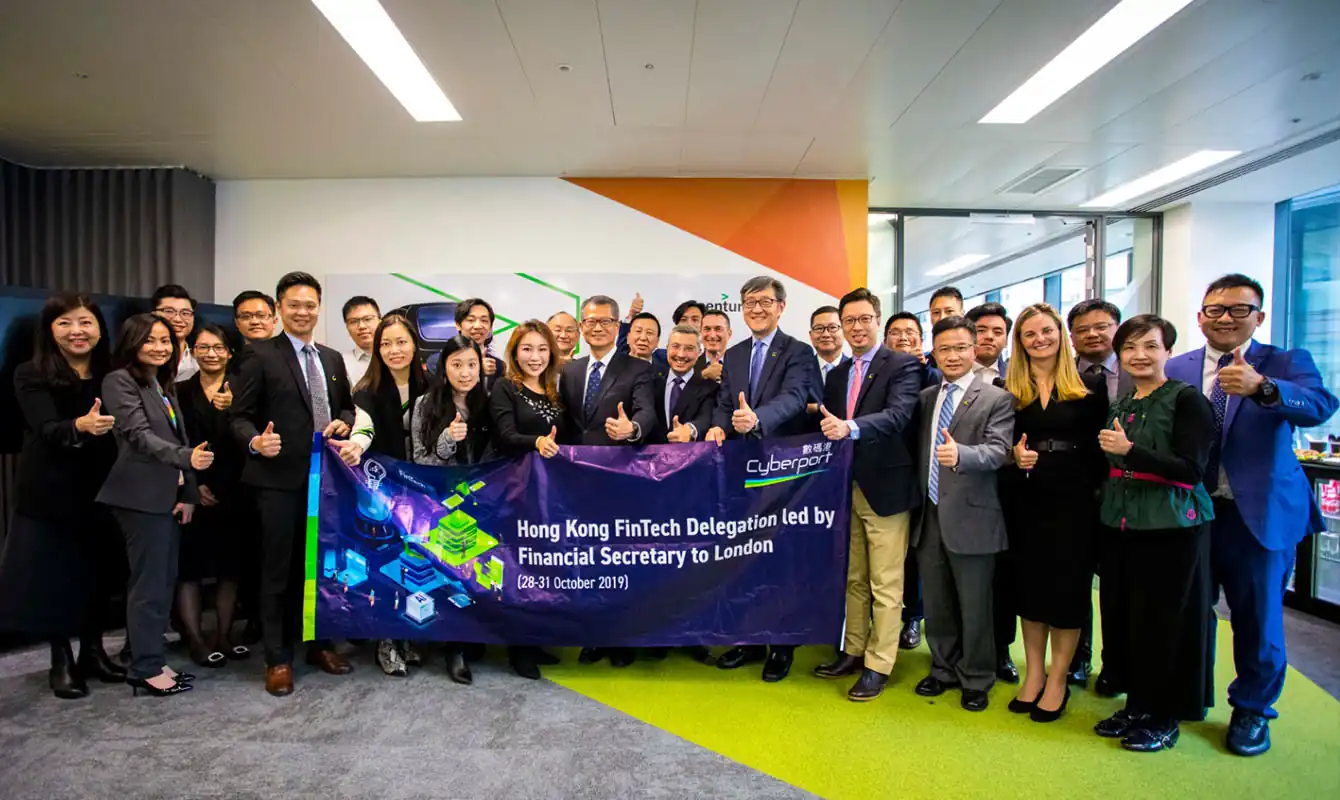 enture
數碼港
Cyberport
FinTech
Hong Kong FinTech Delegation led by
Financial Secretary to London
(28-31 October 2019)